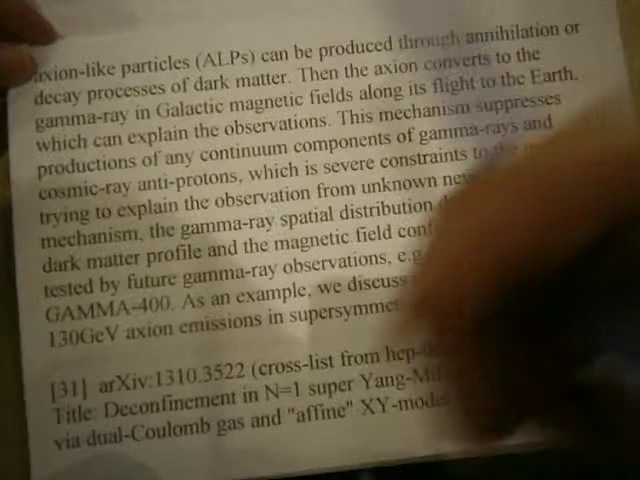 axion-like particles (ALPs) can be produced through annihilation or
decay processes of dark matter. Then the axion converts to the
gamma-ray in Galactic magnetic fields along its flight to the Earth,
which can explain the observations. This mechanism suppresses
productions of any continuum components of gamma-rays and
cosmic-ray anti-protons, which is severe constraints to the
trying to explain the observation from unknown
mechanism, the gamma-ray spatial distribution
dark matter profile and the magnetic field
tested by future gamma-ray observations,
GAMMA-400. As an example, we discuss
130GeV axion emissions in
[31] arXiv:1310.3522 (cross-list from
Title: Deconfinement in N=1 super
via dual-Coulomb gas and "affine"